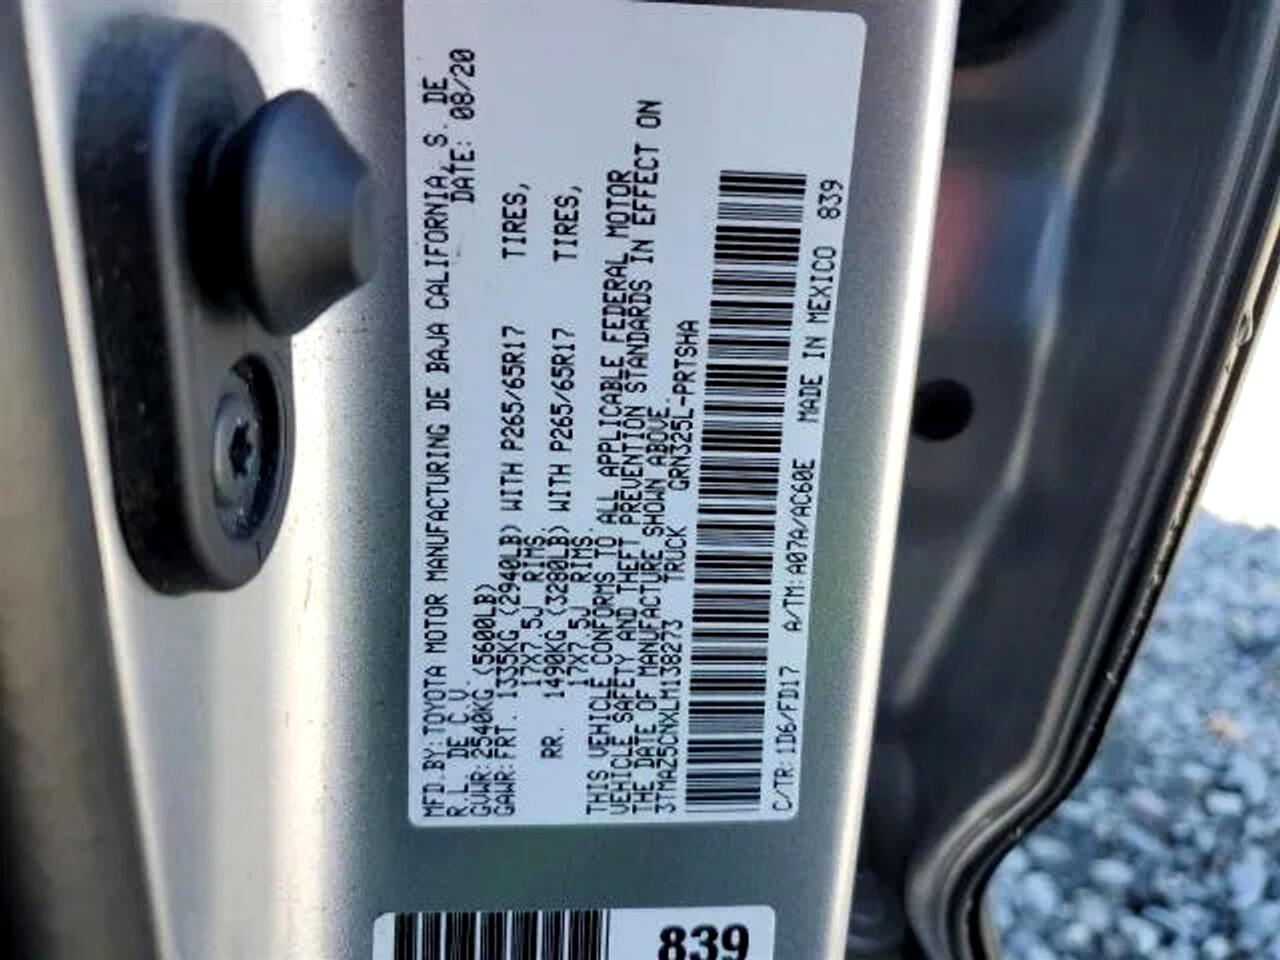 MFD.BY:TOYOTA MOTOR MANUFACTURING DE BAJA CALIFORNIA, S. DE
R.L. DE C.V. DATE: 08/20
GVWR:2540KG (5600LB)
GAWR:FRT. 1335KG (2940LB) WITH P265/65R17 TIRES,
17X7.5J RIMS.
RR. 1490KG (3280LB) WITH P265/65R17 TIRES,
17X7.5J RIMS.
THIS VEHICLE CONFORMS TO ALL APPLICABLE FEDERAL MOTOR
VEHICLE SAFETY AND THEFT PREVENTION STANDARDS IN EFFECT ON
THE DATE OF MANUFACTURE SHOWN ABOVE.
3TMAZ5CNXLM138273 TRUCK GRN325L-PRTSHA
C/TR:1D6/FD17 A/TM:A07A/AC60E MADE IN MEXICO 839
839